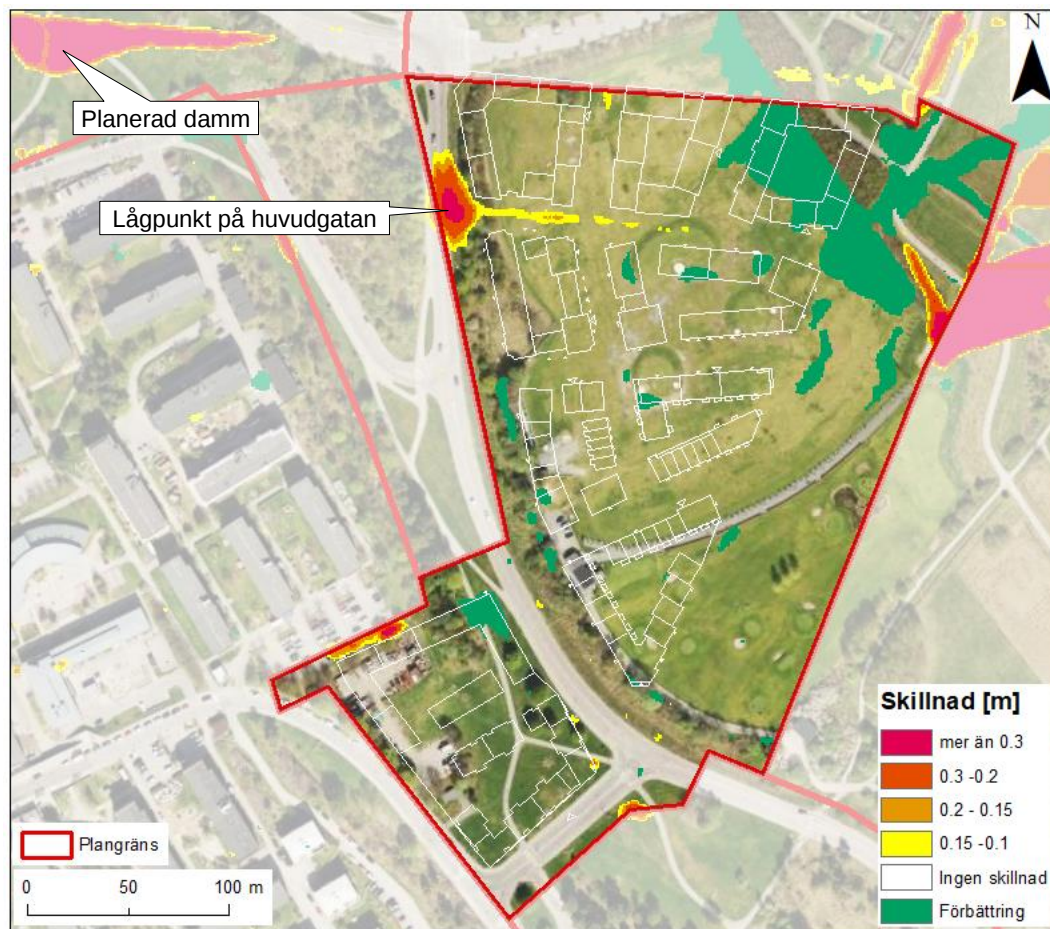 N
Planerad damm
Lågpunkt på huvudgatan
Skillnad [m]
mer än 0.3
0.3 -0.2
0.2 - 0.15
0.15 -0.1
Ingen skillnad
Förbättring
Plangräns
0 50 100 m